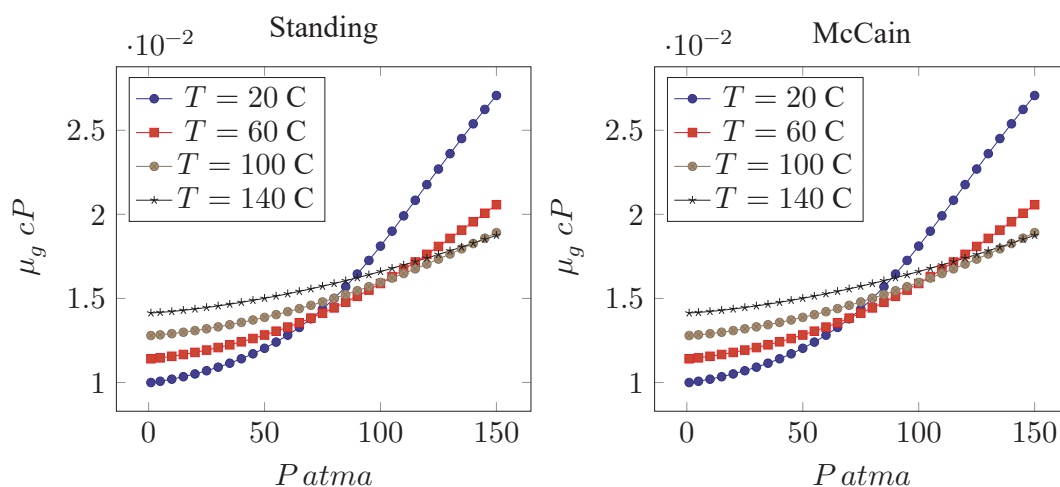 Standing
·10⁻²
T = 20 C
T = 60 C
T = 100 C
T = 140 C
2.5
2
1.5
1
μg cP
0
50
100
150
P atma
McCain
·10⁻²
T = 20 C
T = 60 C
T = 100 C
T = 140 C
2.5
2
1.5
1
μg cP
0
50
100
150
P atma